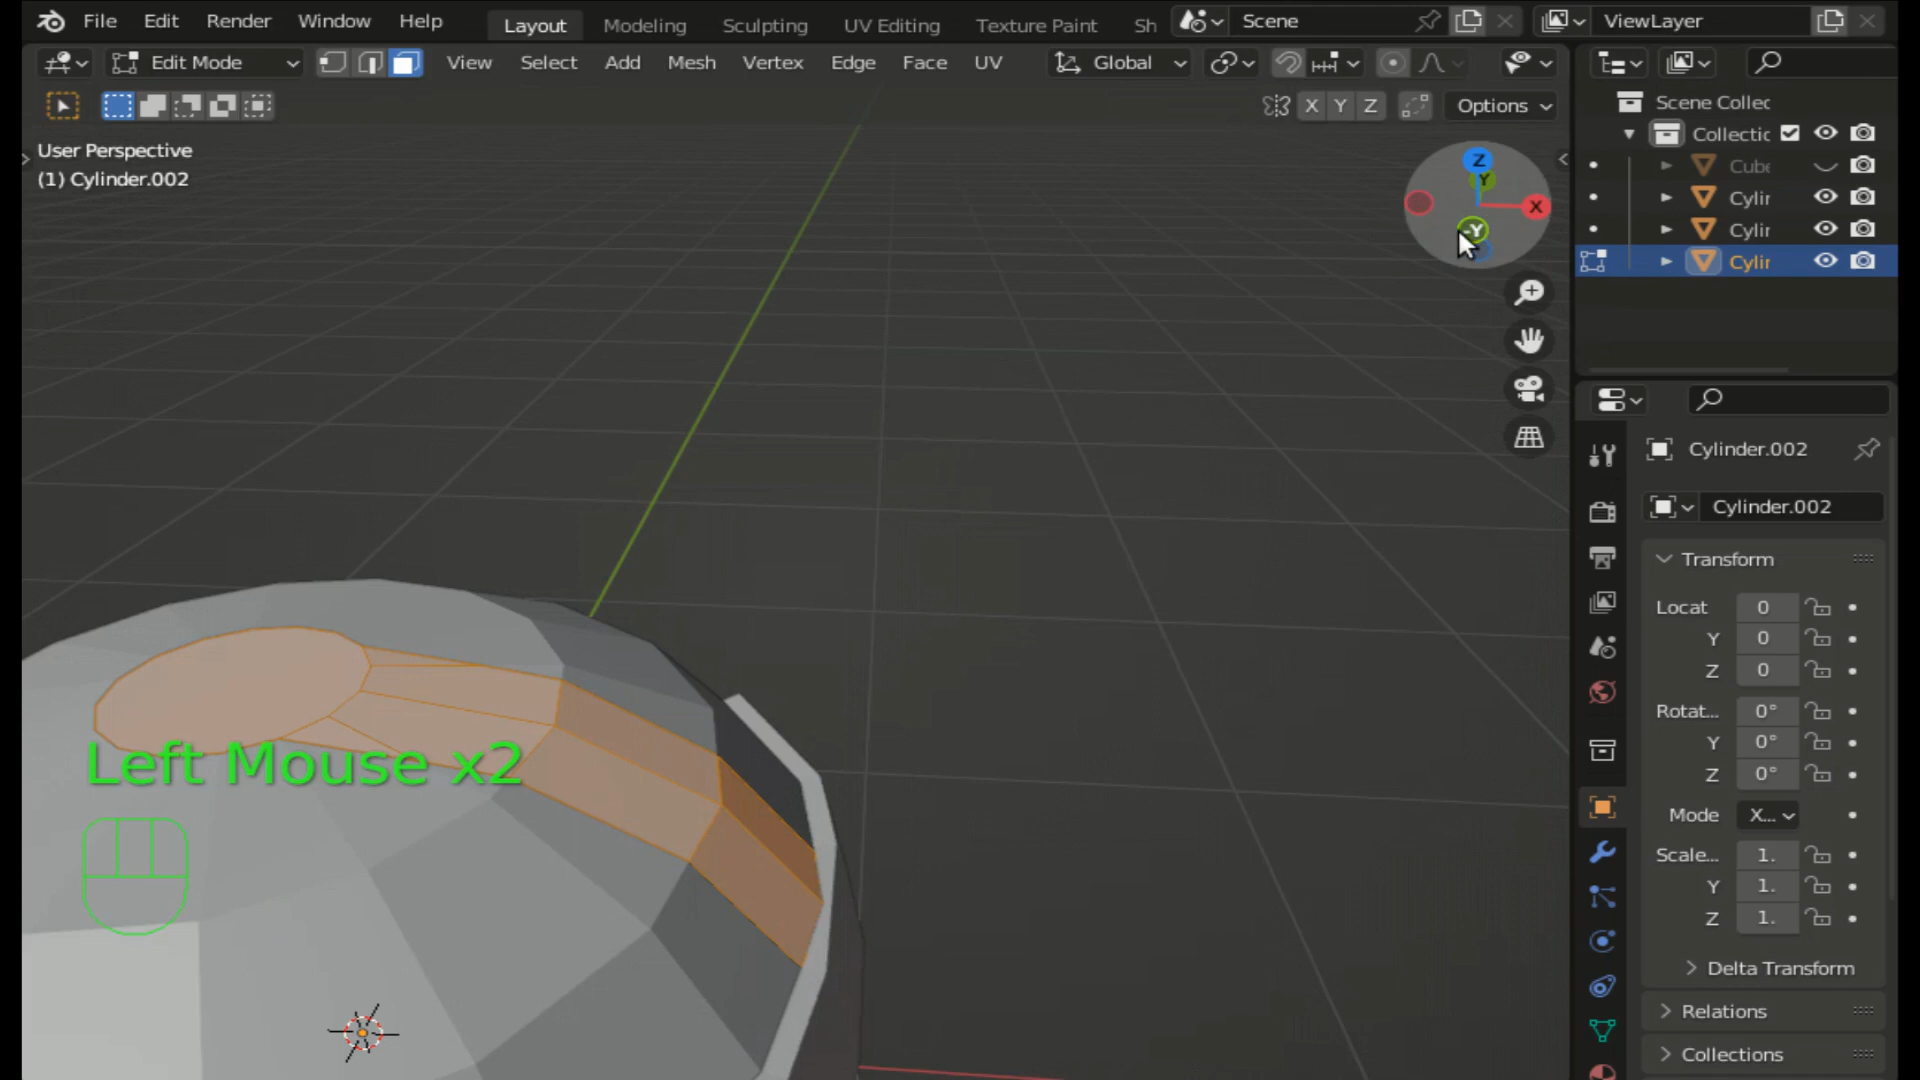 File Edit Render Window Help Layout Modeling Sculpting UV Editing Texture Paint Sh Scene ViewLayer
Edit Mode View Select Add Mesh Vertex Edge Face UV Global
X Y Z Options
User Perspective
(1) Cylinder.002
Z
Y
X
-Y
Scene Collec
Collectic
Cube
Cylir
Cylir
Cylir
Cylinder.002
Cylinder.002
Transform
Locat 0
Y 0
Z 0
Rotat... 0°
Y 0°
Z 0°
Mode X...
Scale... 1.
Y 1.
Z 1.
Delta Transform
Relations
Collections
Left Mouse x2